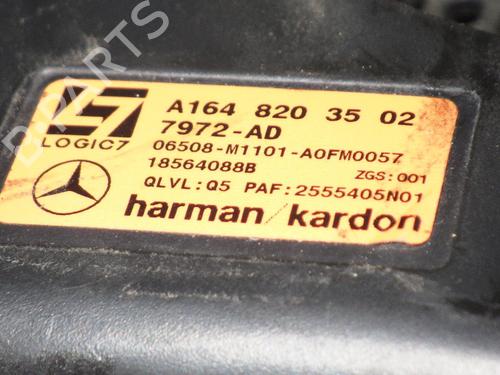 B-PARTS
A164 820 35 02
7972-AD
LOGIC7
06508-M1101-A0FM0057
18564088B ZGS:001
QLVL:Q5 PAF:2555405N01
harman/kardon